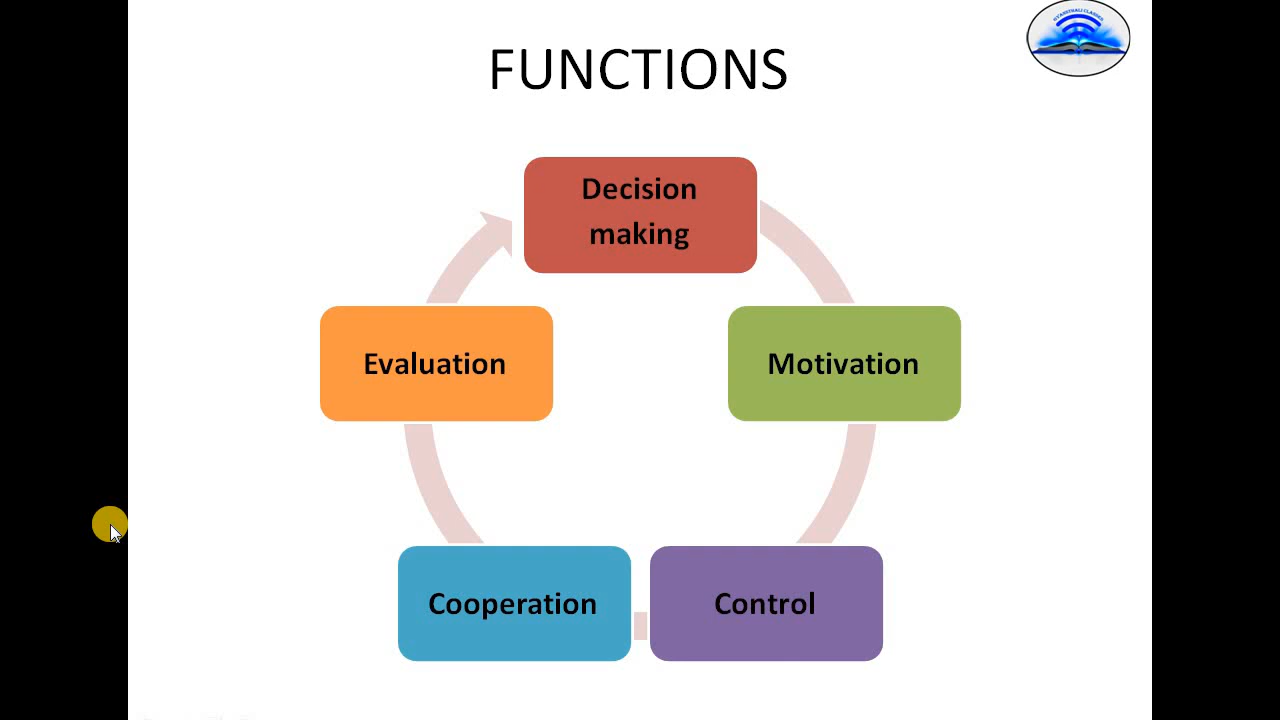 FUNCTIONS
Decision
making
Evaluation
Motivation
Cooperation
Control